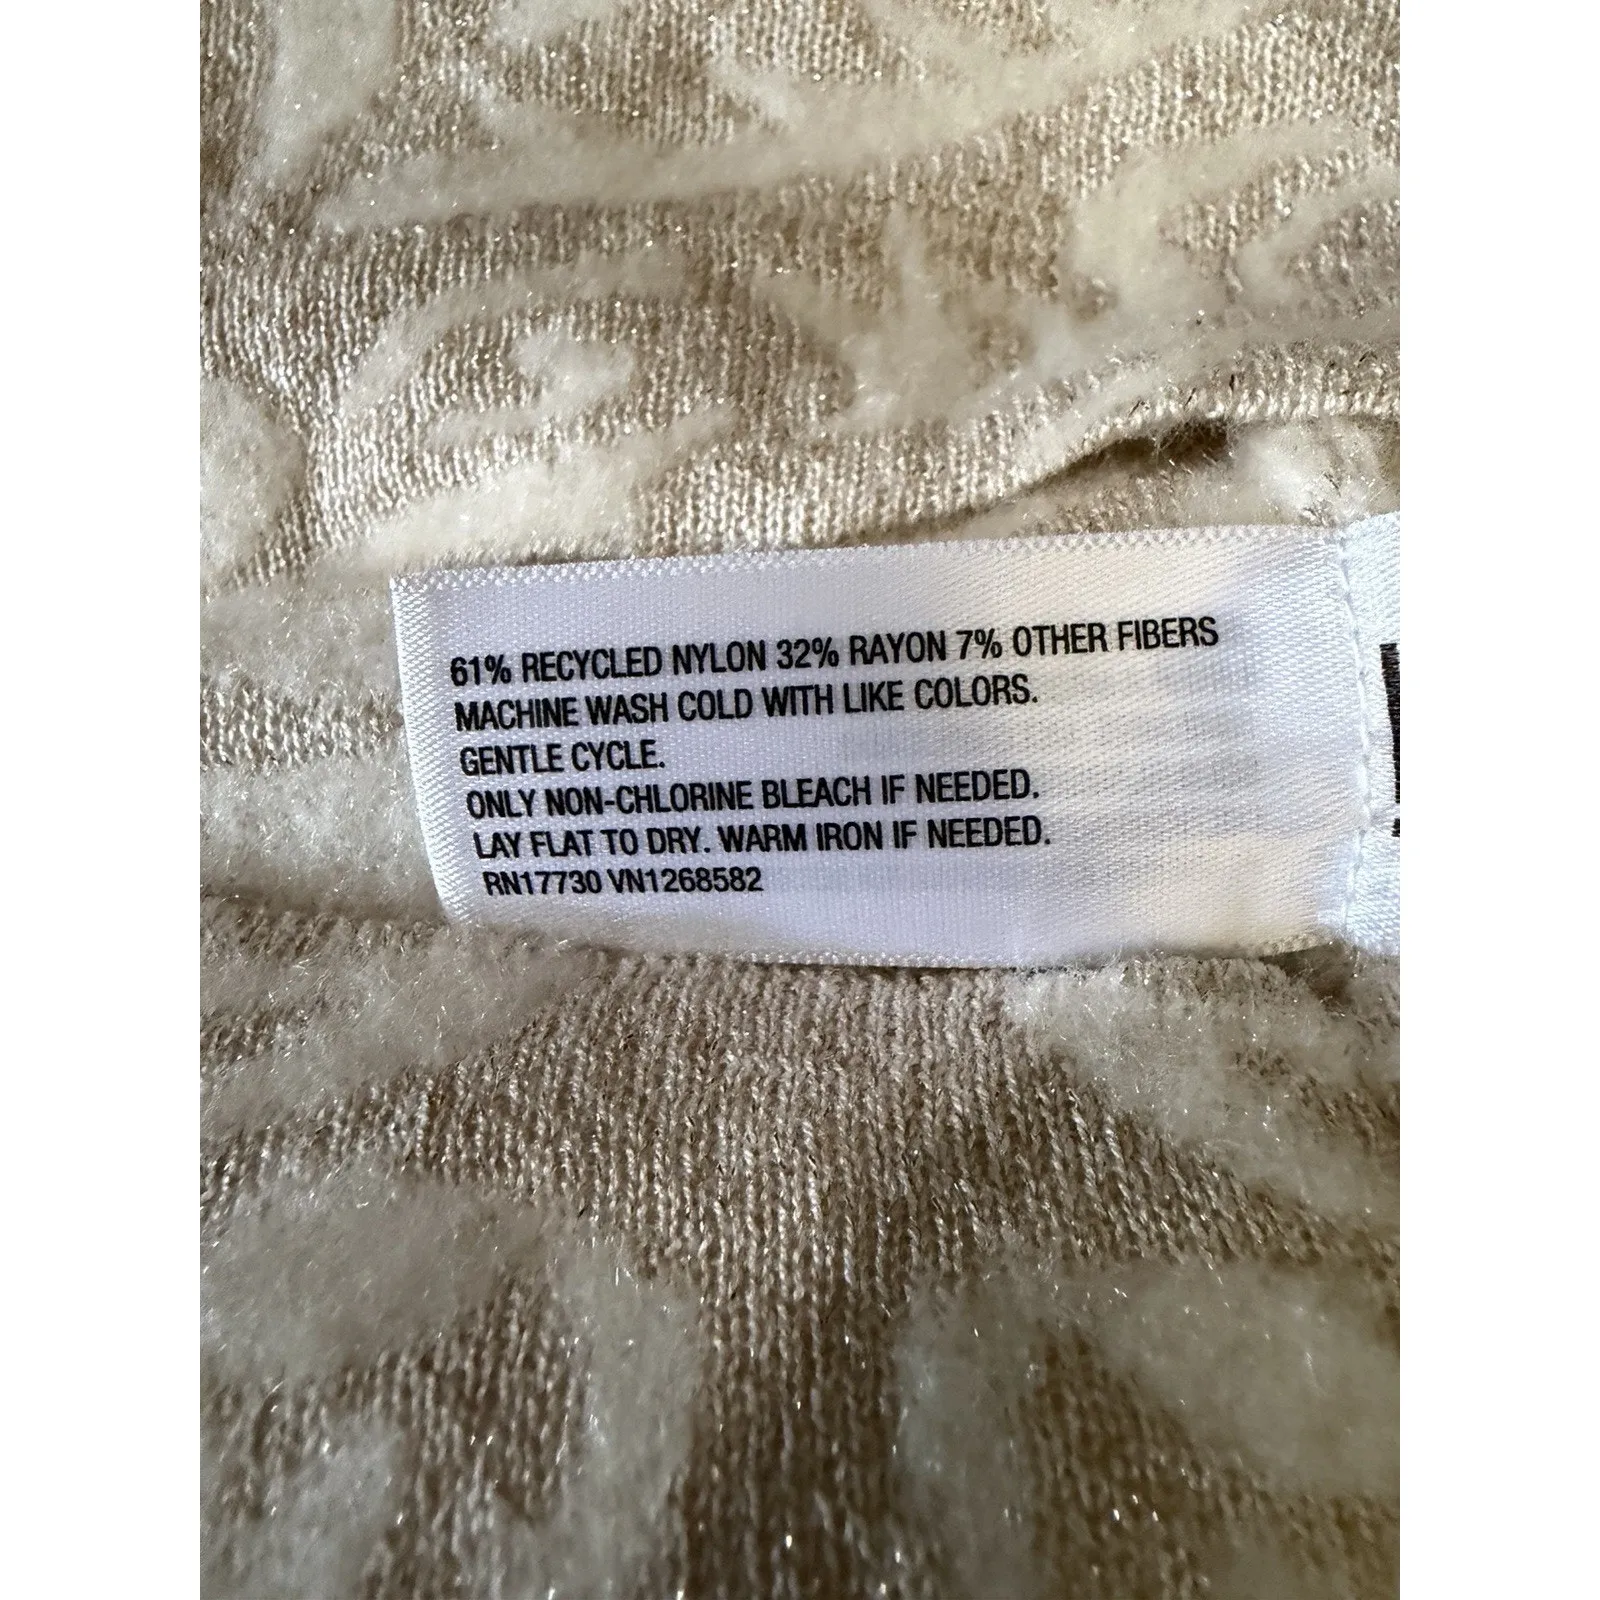 61% RECYCLED NYLON 32% RAYON 7% OTHER FIBERS
MACHINE WASH COLD WITH LIKE COLORS.
GENTLE CYCLE.
ONLY NON-CHLORINE BLEACH IF NEEDED.
LAY FLAT TO DRY. WARM IRON IF NEEDED.
RN17730 VN1268582